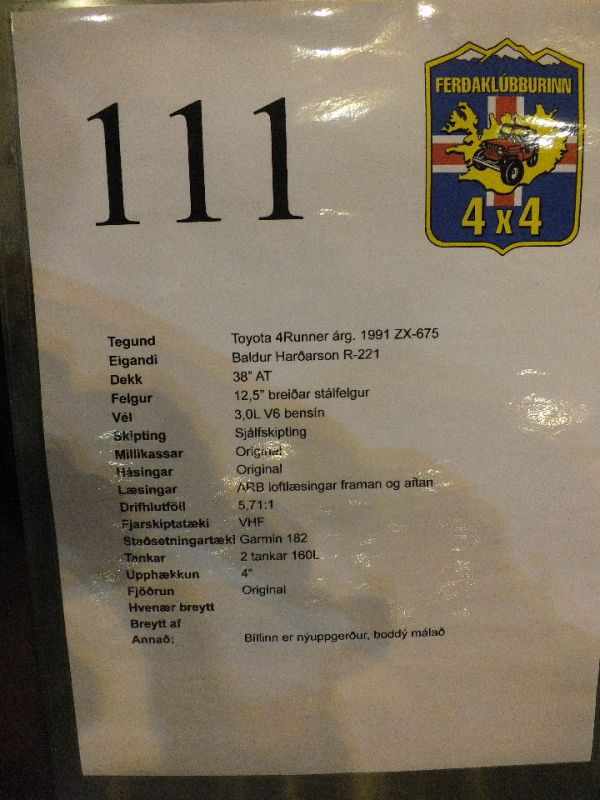 111
FERÐAKLÚBBURINN
4x4
Tegund Toyota 4Runner árg. 1991 ZX-675
Eigandi Baldur Harðarson R-221
Dekk 38" AT
Felgur 12,5" breiðar stálfelgur
Vél 3,0L V6 bensín
Skipting Sjálfskipting
Millikassar Original
Hásingar Original
Læsingar ARB loftlæsingar framan og aftan
Drifhlutföll 5,71:1
Fjarskiptatæki VHF
Staðsetningartæki Garmin 182
Tankar 2 tankar 160L
Upphækkun 4"
Fjöðrun Original
Hvenær breytt
Breytt af
Annað: Bíllinn er nýuppgerður, boddý málað